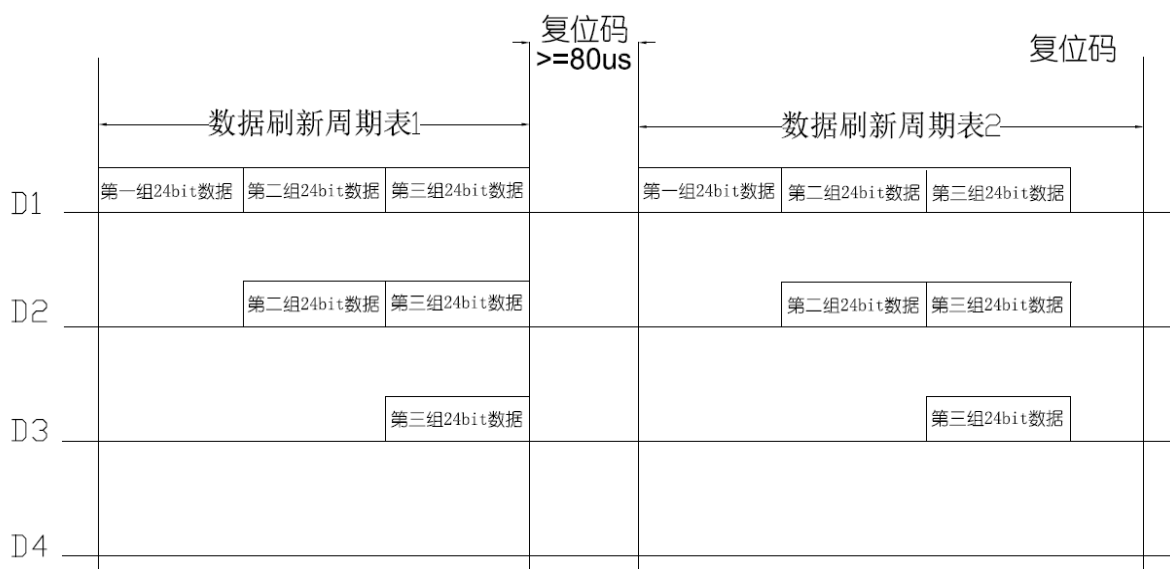 复位码
>=80us
复位码
数据刷新周期表1
数据刷新周期表2
D1
第一组24bit数据
第二组24bit数据
第三组24bit数据
第一组24bit数据
第二组24bit数据
第三组24bit数据
D2
第二组24bit数据
第三组24bit数据
第二组24bit数据
第三组24bit数据
D3
第三组24bit数据
第三组24bit数据
D4